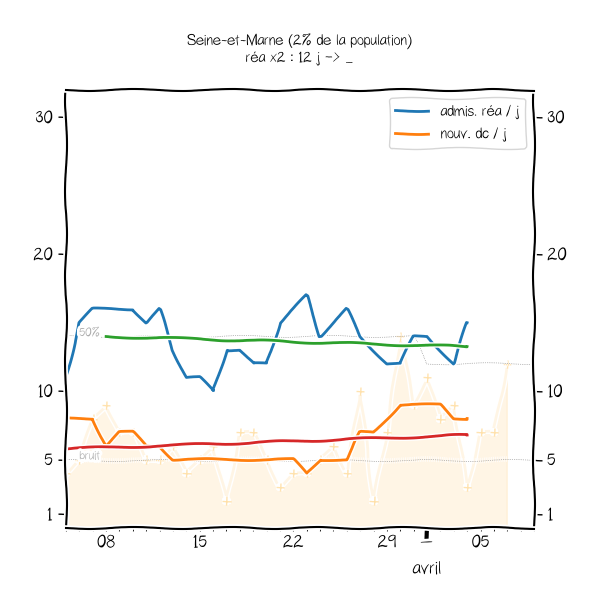 Seine-et-Marne (2% de la population)
réa x2 : 12 j -> _
admis. réa / j
nouv. dc / j
30
30
20
20
50%
10
10
bruit
5
5
1
1
08 15 22 29 _ 05
avril